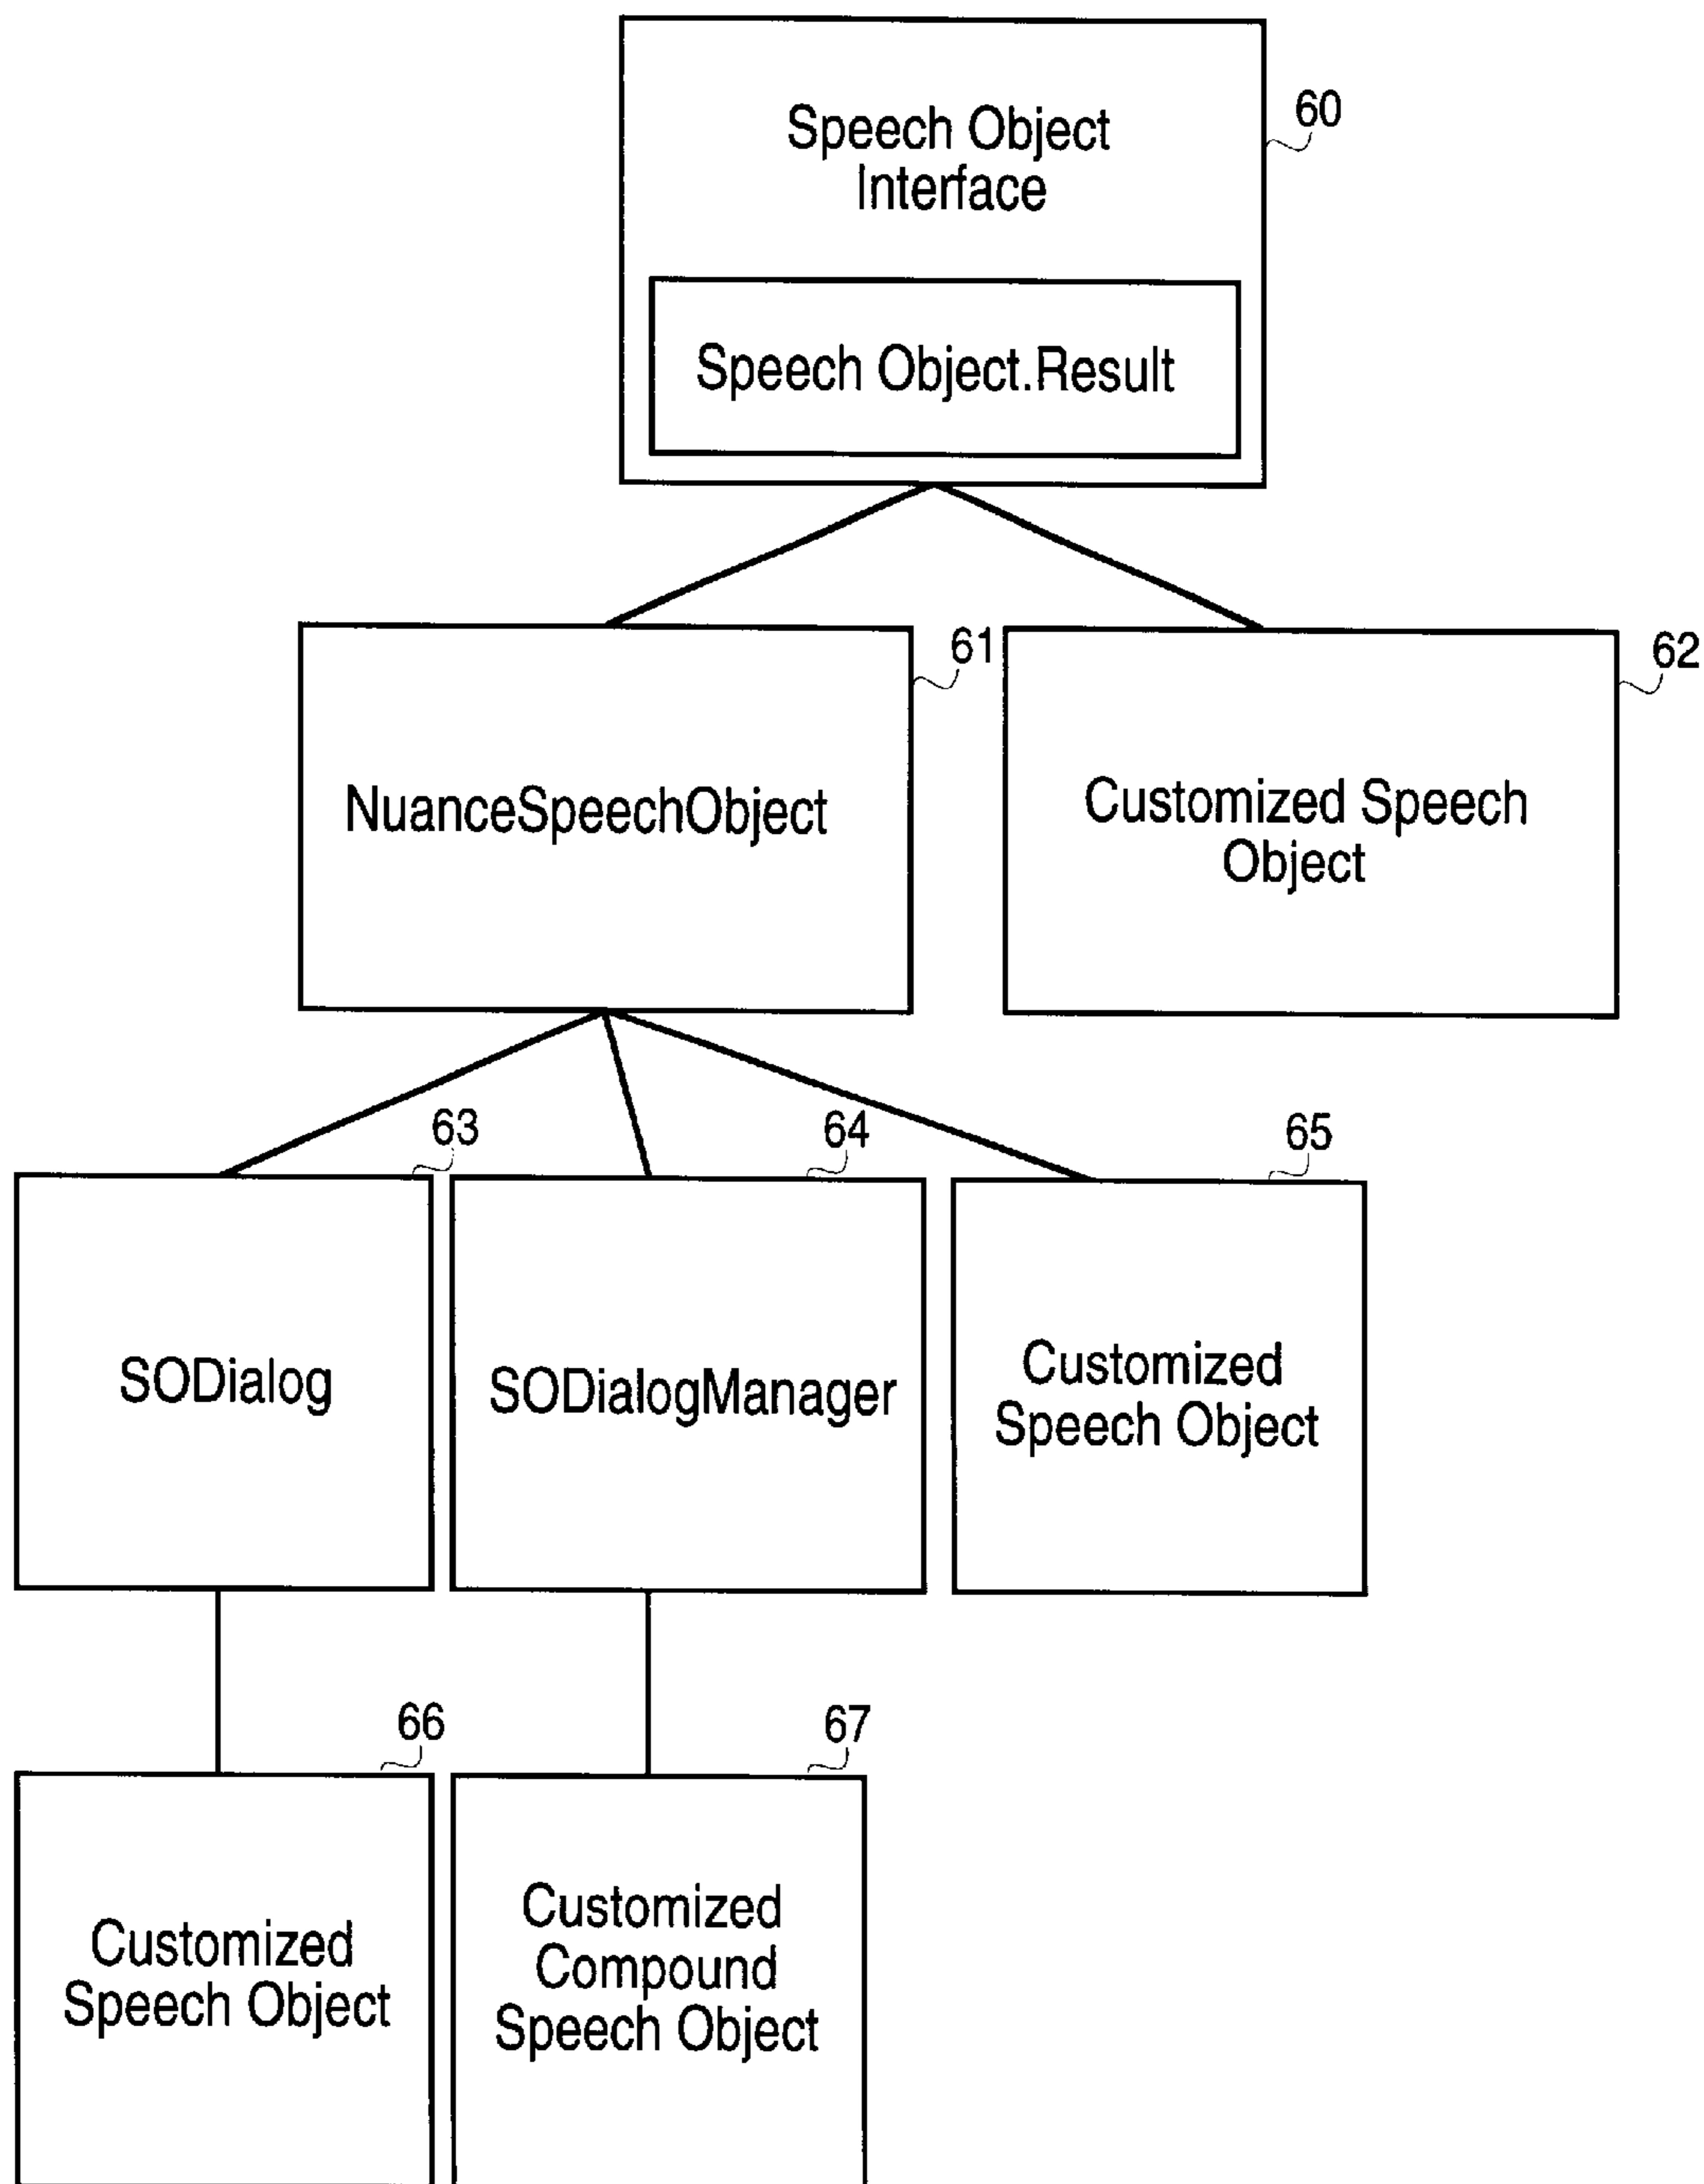 60
Speech Object
Interface
Speech Object.Result
61
62
NuanceSpeechObject
Customized Speech
Object
63
64
65
SODialog
SODialogManager
Customized
Speech Object
66
67
Customized
Speech Object
Customized
Compound
Speech Object